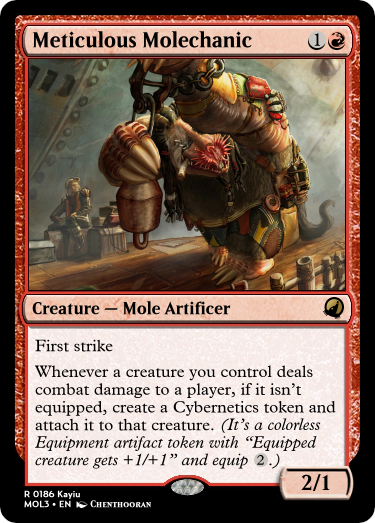 Meticulous Molechanic 1
Creature — Mole Artificer
First strike
Whenever a creature you control deals
combat damage to a player, if it isn't
equipped, create a Cybernetics token and
attach it to that creature. (It's a colorless
Equipment artifact token with “Equipped
creature gets +1/+1” and equip 2.)
2/1
R 0186 Kayiu
MOL3 • EN CHENTHOORAN